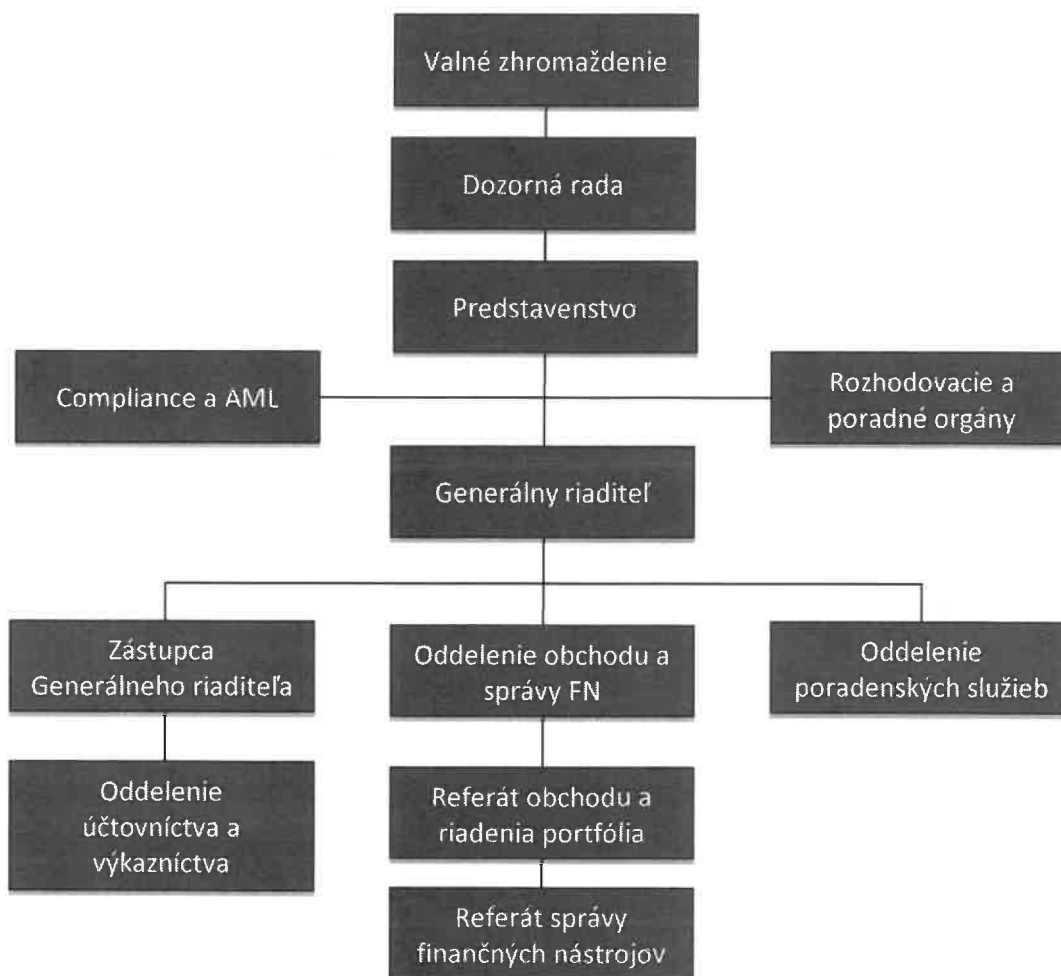 Valné zhromaždenie
Dozorná rada
Predstavenstvo
Compliance a AML
Rozhodovacie a
poradné orgány
Generálny riaditeľ
Zástupca
Generálneho riaditeľa
Oddelenie obchodu a
správy FN
Oddelenie
poradenských služieb
Oddelenie
účtovníctva a
výkazníctva
Referát obchodu a
riadenia portfólia
Referát správy
finančných nástrojov